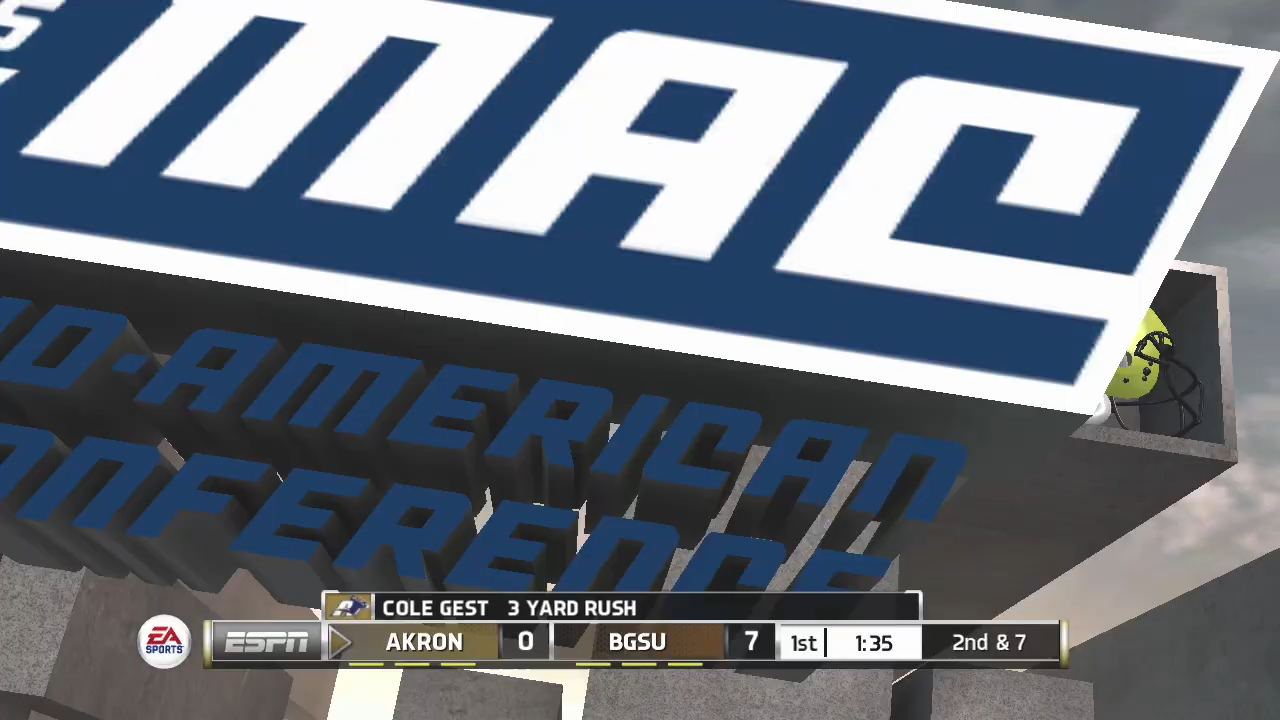 MAC
-AMERICAN
CONFERENCE
COLE GEST 3 YARD RUSH
EA
SPORTS
ESPN AKRON 0 BGSU 7 1st 1:35 2nd & 7